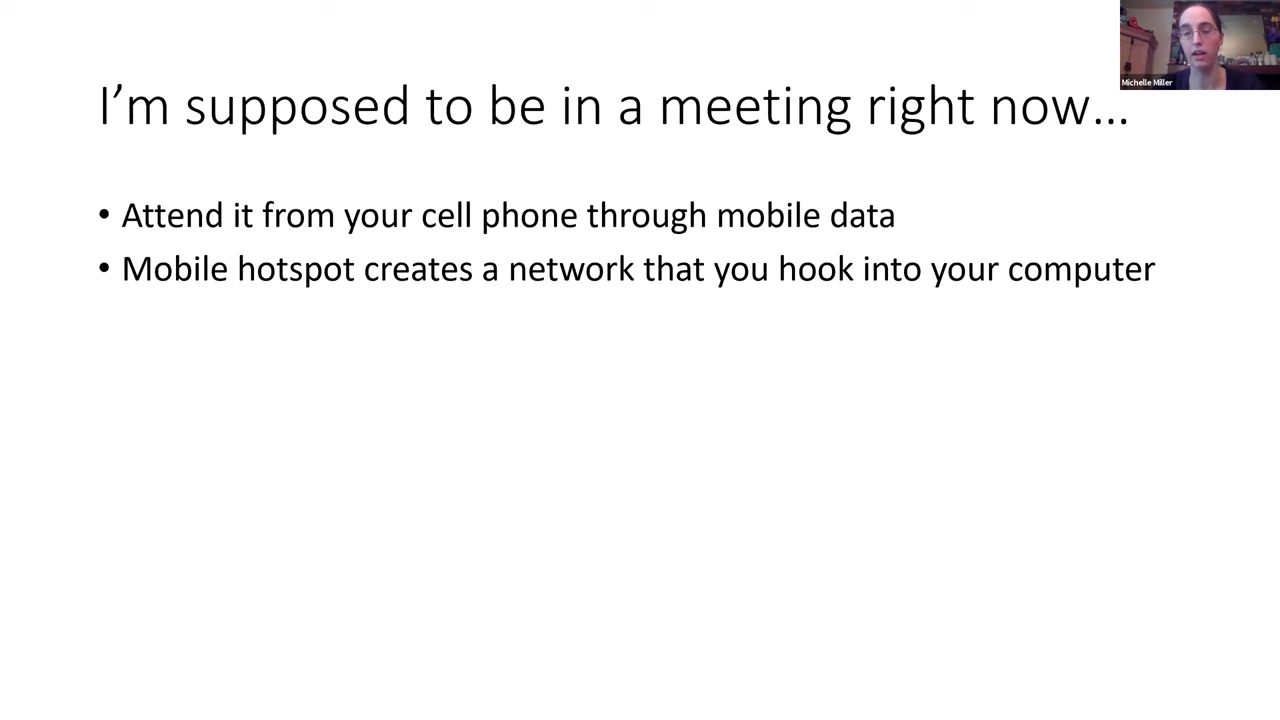 Michelle Miller
I’m supposed to be in a meeting right now…
• Attend it from your cell phone through mobile data
• Mobile hotspot creates a network that you hook into your computer